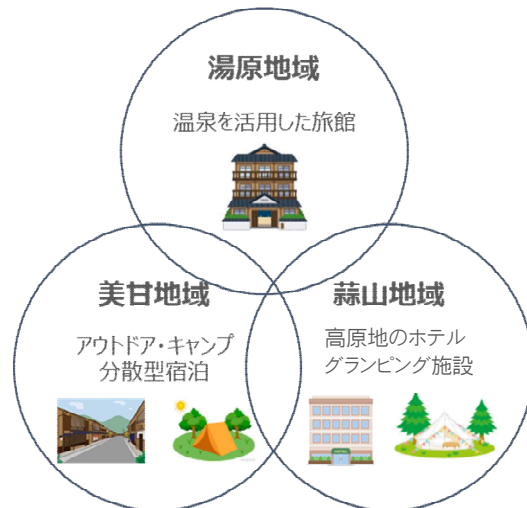 湯原地域
温泉を活用した旅館
美甘地域
アウトドア・キャンプ
分散型宿泊
蒜山地域
高原地のホテル
グランピング施設